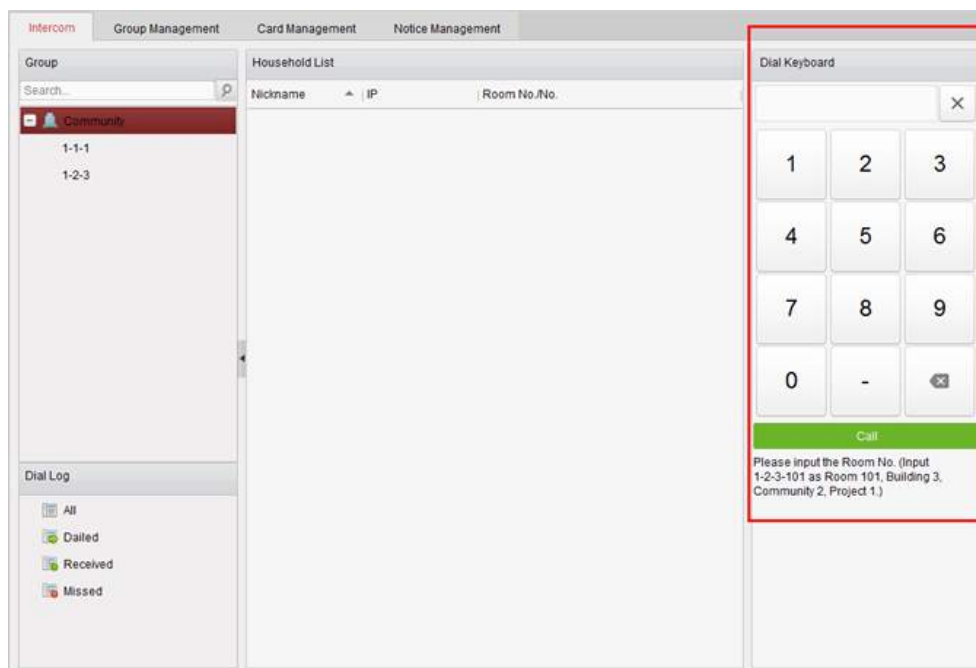 Intercom Group Management Card Management Notice Management
Group
Search...
Community
1-1-1
1-2-3
Dial Log
All
Dailed
Received
Missed
Household List
Nickname IP Room No./No.
Dial Keyboard
1 2 3
4 5 6
7 8 9
0 -
Call
Please input the Room No. (Input
1-2-3-101 as Room 101, Building 3,
Community 2, Project 1.)